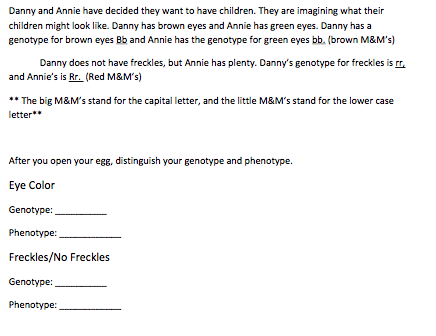 Danny and Annie have decided they want to have children. They are imagining what their
children might look like. Danny has brown eyes and Annie has green eyes. Danny has a
genotype for brown eyes Bb and Annie has the genotype for green eyes bb. (brown M&M's)
Danny does not have freckles, but Annie has plenty. Danny's genotype for freckles is rr,
and Annie's is Rr. (Red M&M's)
** The big M&M's stand for the capital letter, and the little M&M's stand for the lower case
letter**
After you open your egg, distinguish your genotype and phenotype.
Eye Color
Genotype: __________
Phenotype: ____________
Freckles/No Freckles
Genotype: __________
Phenotype: ____________